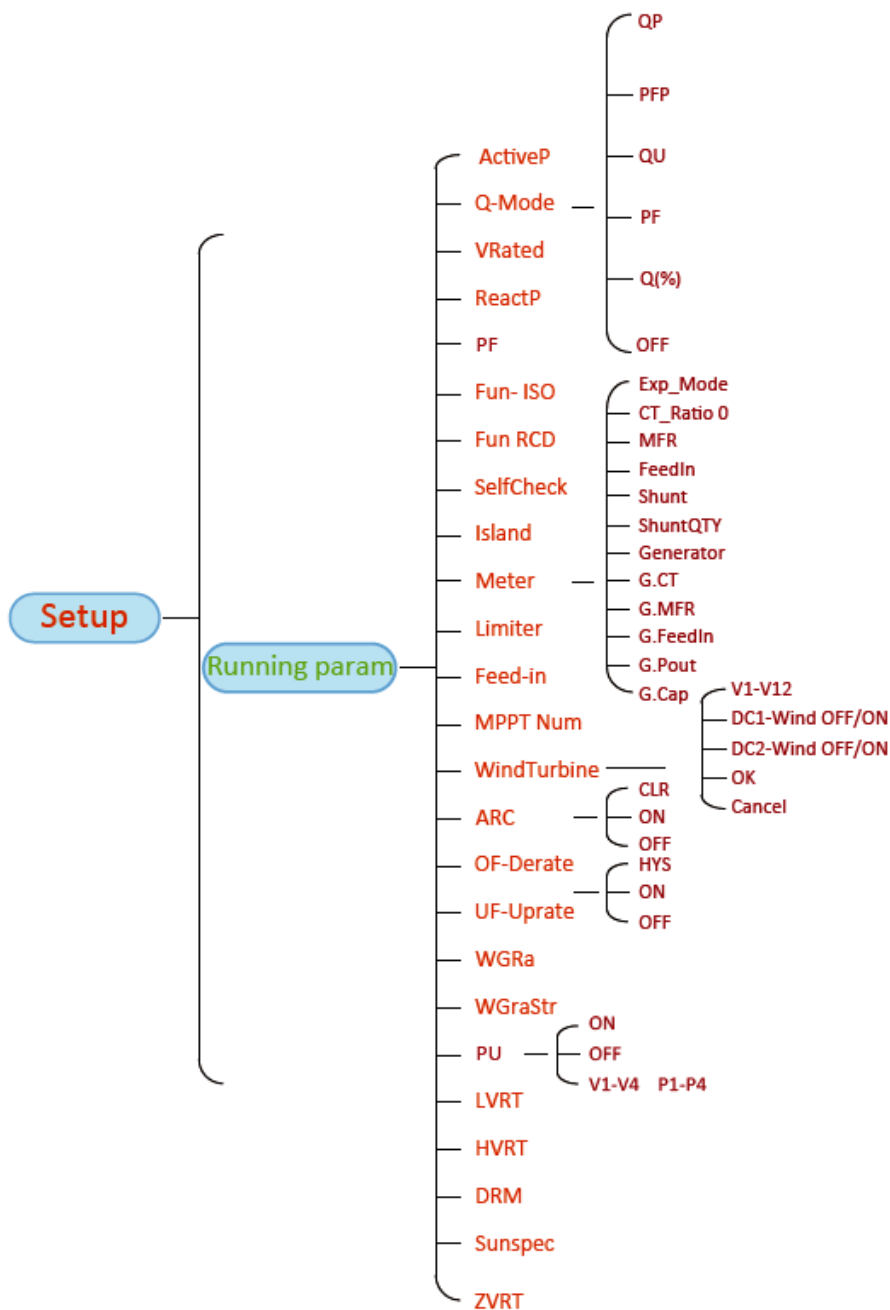 Setup
Running param
ActiveP
Q-Mode
VRated
ReactP
PF
Fun- ISO
Fun RCD
SelfCheck
Island
Meter
Limiter
Feed-in
MPPT Num
WindTurbine
ARC
OF-Derate
UF-Uprate
WGRa
WGraStr
PU
LVRT
HVRT
DRM
Sunspec
ZVRT
QP
PFP
QU
PF
Q(%)
OFF
Exp_Mode
CT_Ratio 0
MFR
FeedIn
Shunt
ShuntQTY
Generator
G.CT
G.MFR
G.FeedIn
G.Pout
G.Cap
V1-V12
DC1-Wind OFF/ON
DC2-Wind OFF/ON
OK
Cancel
CLR
ON
OFF
HYS
ON
OFF
ON
OFF
V1-V4 P1-P4